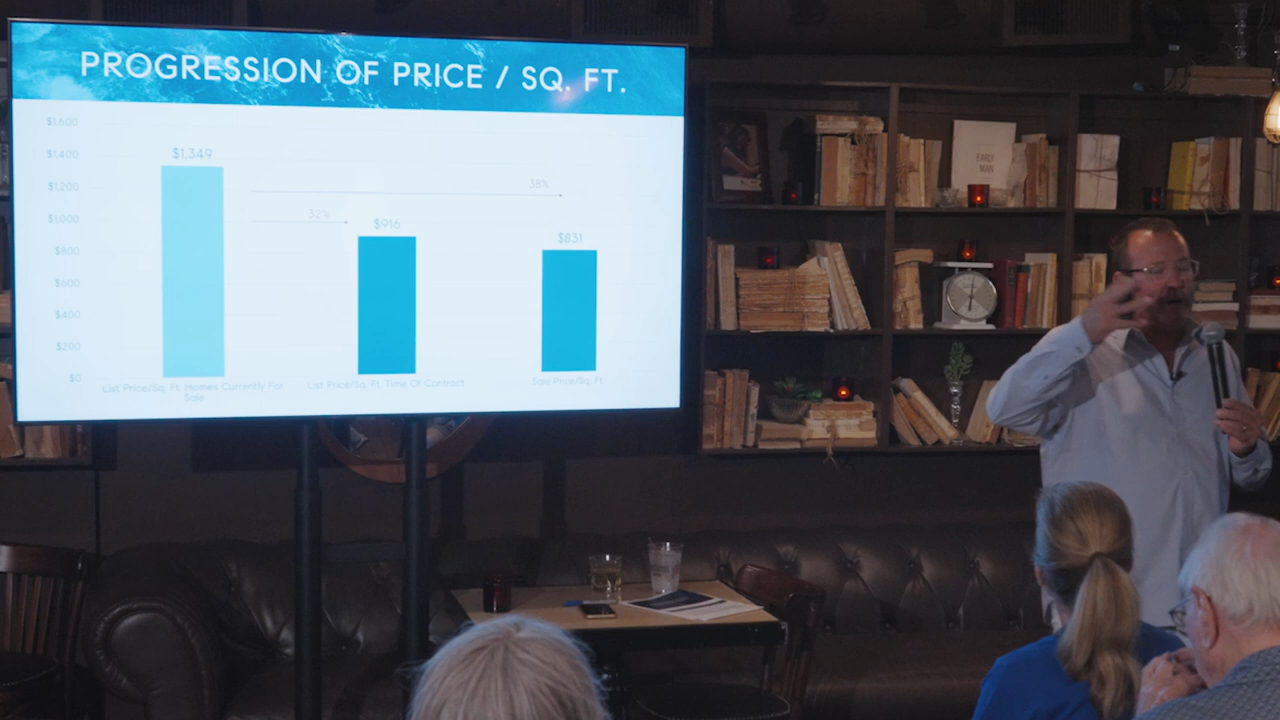 PROGRESSION OF PRICE / SQ. FT.
$1,600
$1,400
$1,200
$1,000
$800
$600
$400
$200
$0
$1,349
38%
32%
$916
$831
List Price/Sq. Ft. Homes Currently For
Sale
List Price/Sq. Ft. Time Of Contract
Sale Price/Sq. Ft.
EARLY
MAN